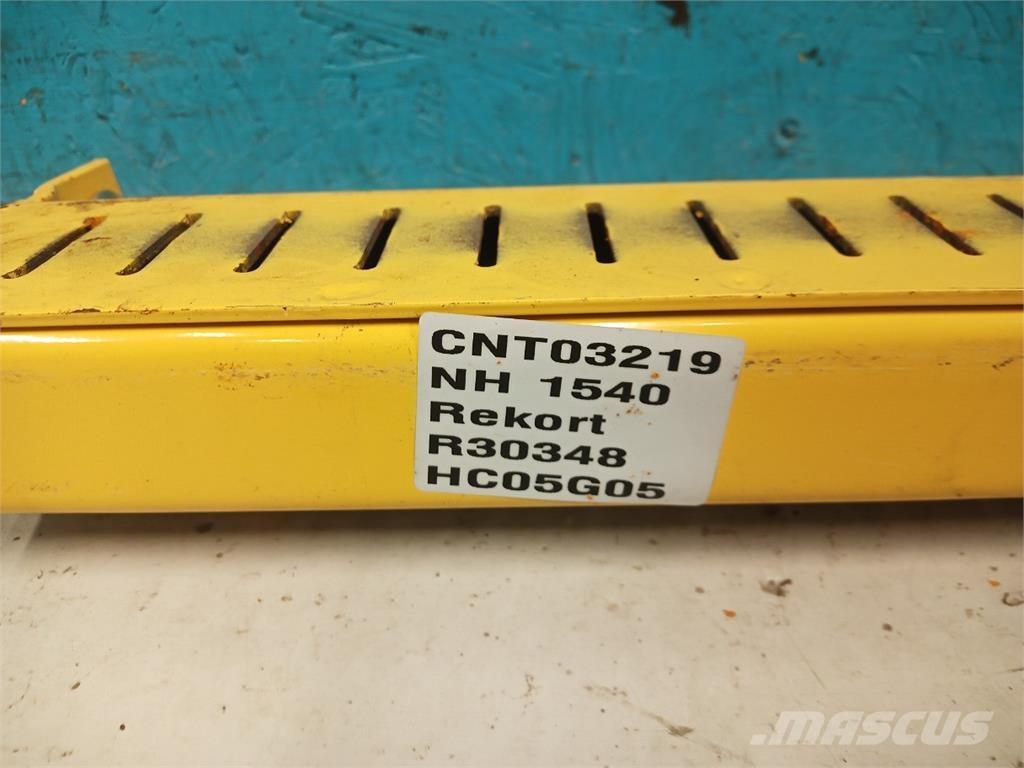 CNT03219
NH 1540
Rekort
R30348
HC05G05
MASCUS